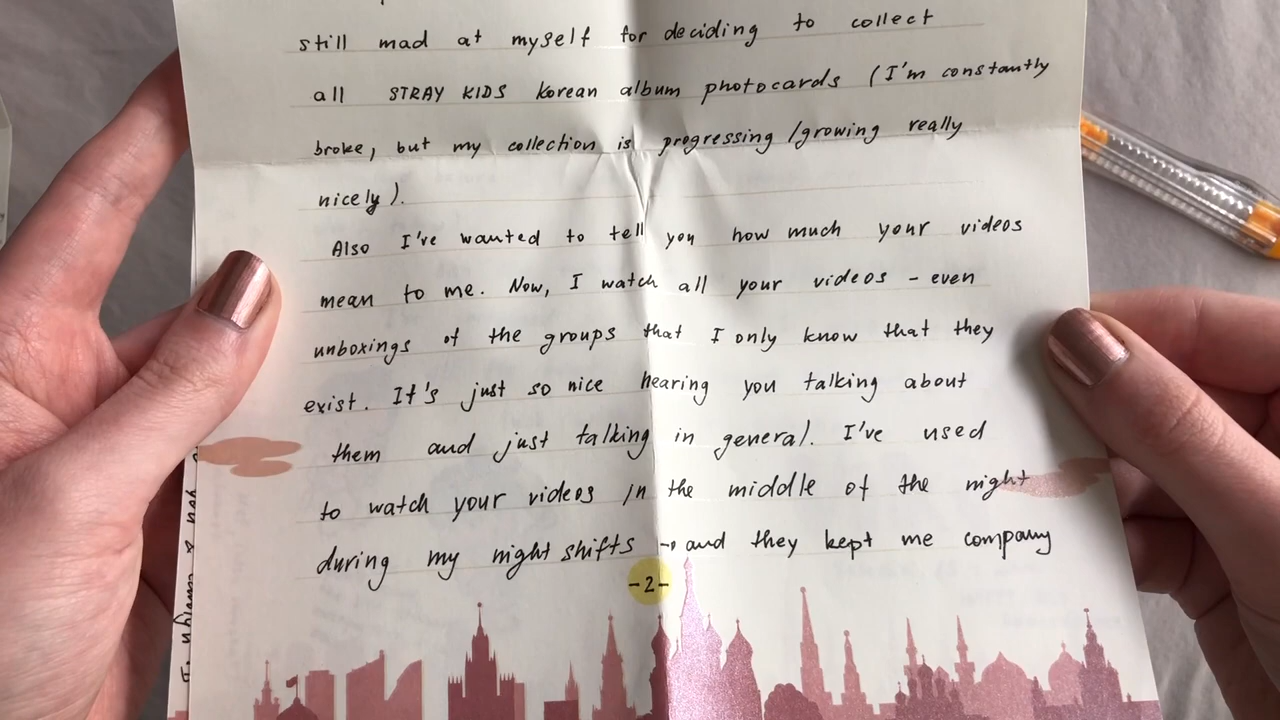 still mad at myself for deciding to collect
all STRAY KIDS Korean album photocards (I'm constantly
broke, but my collection is progressing/growing really
nicely).
Also I've wanted to tell you how much your videos
mean to me. Now, I watch all your videos - even
unboxings of the groups that I only know that they
exist. It's just so nice hearing you talking about
them and just talking in general. I've used
to watch your videos in the middle of the night
during my night shifts → and they kept me company
-2-